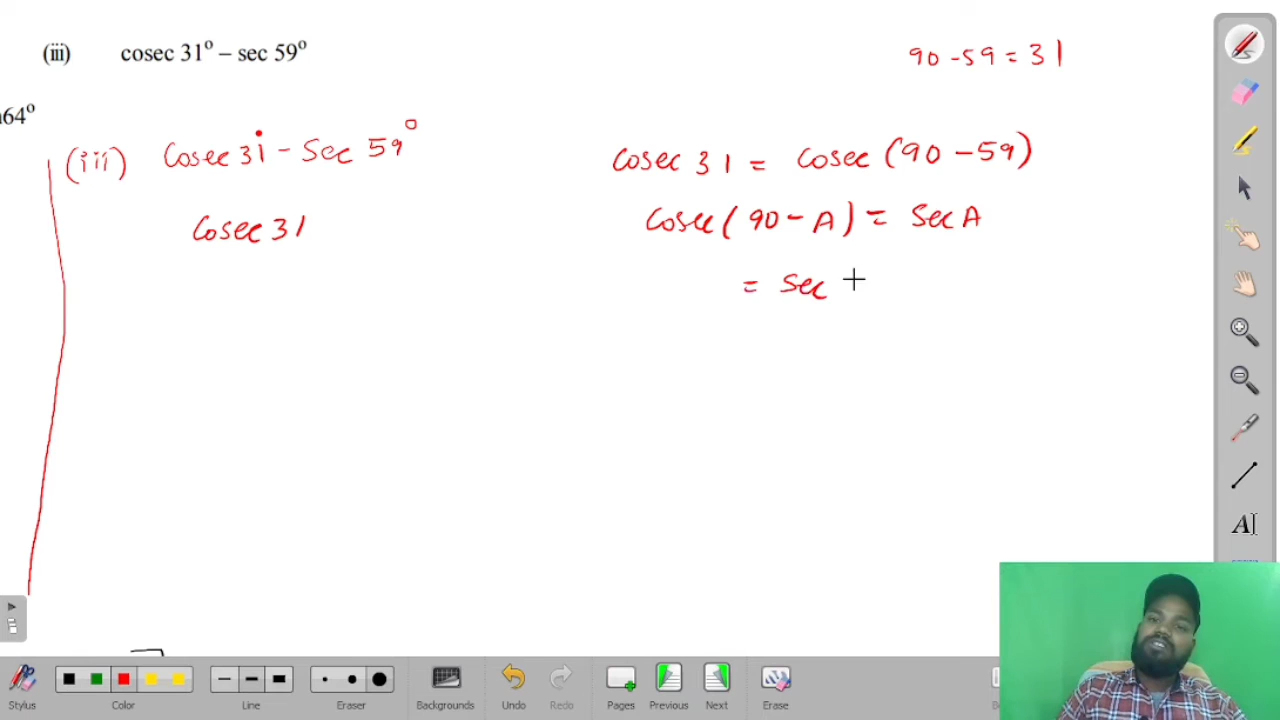 (iii) cosec 31° – sec 59°
90 - 59 = 31
64°
(iii) Cosec 31° - Sec 59°
Cosec 31 = Cosec (90 - 59)
Cosec 31
Cosec (90 - A) = Sec A
= Sec
A
Stylus
Color
Line
Eraser
Backgrounds
Undo
Redo
Pages
Previous
Next
Erase